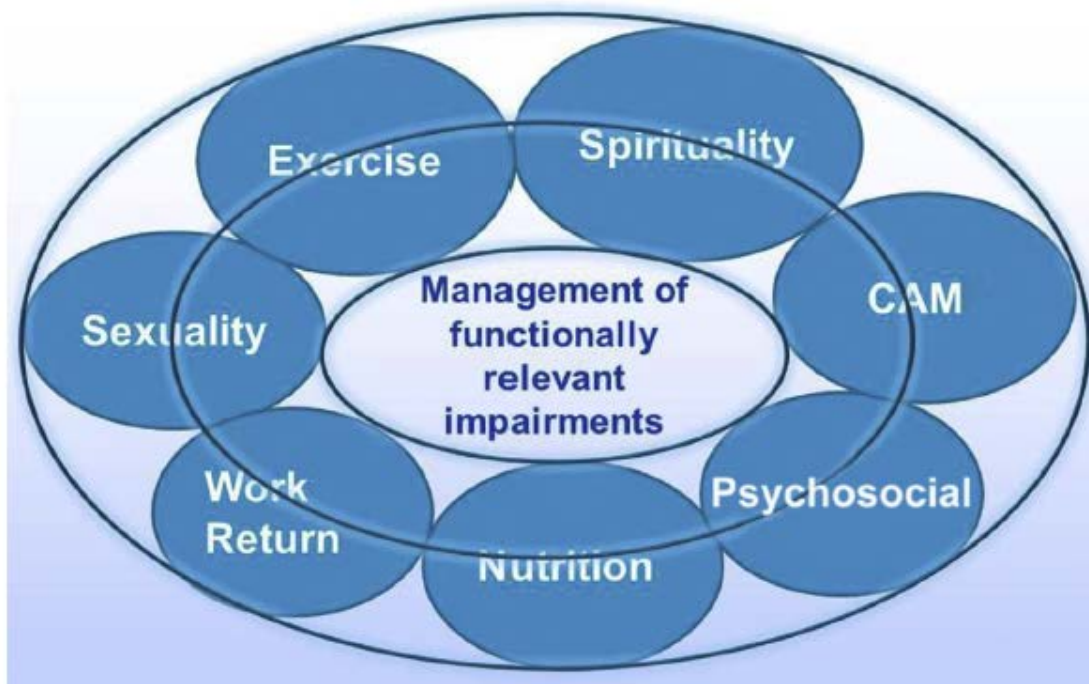 Exercise
Spirituality
CAM
Sexuality
Management of
functionally
relevant
impairments
Work
Return
Psychosocial
Nutrition